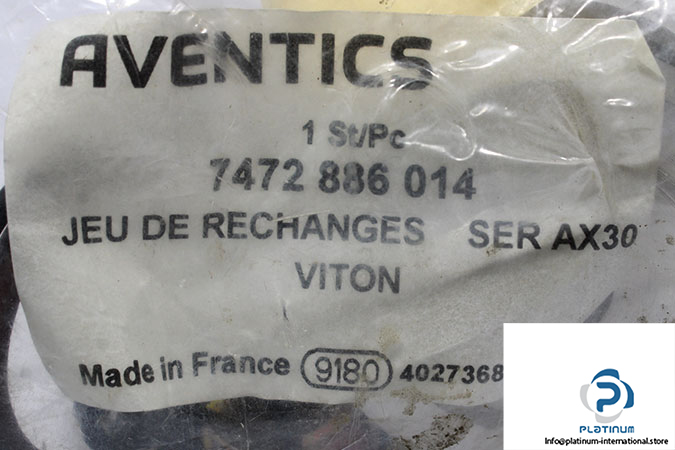 AVENTICS
1 St/Pc
7472 886 014
JEU DE RECHANGES SER AX30
VITON
Made in France 9180 4027368
PLATINUM
Info@platinum-international.store